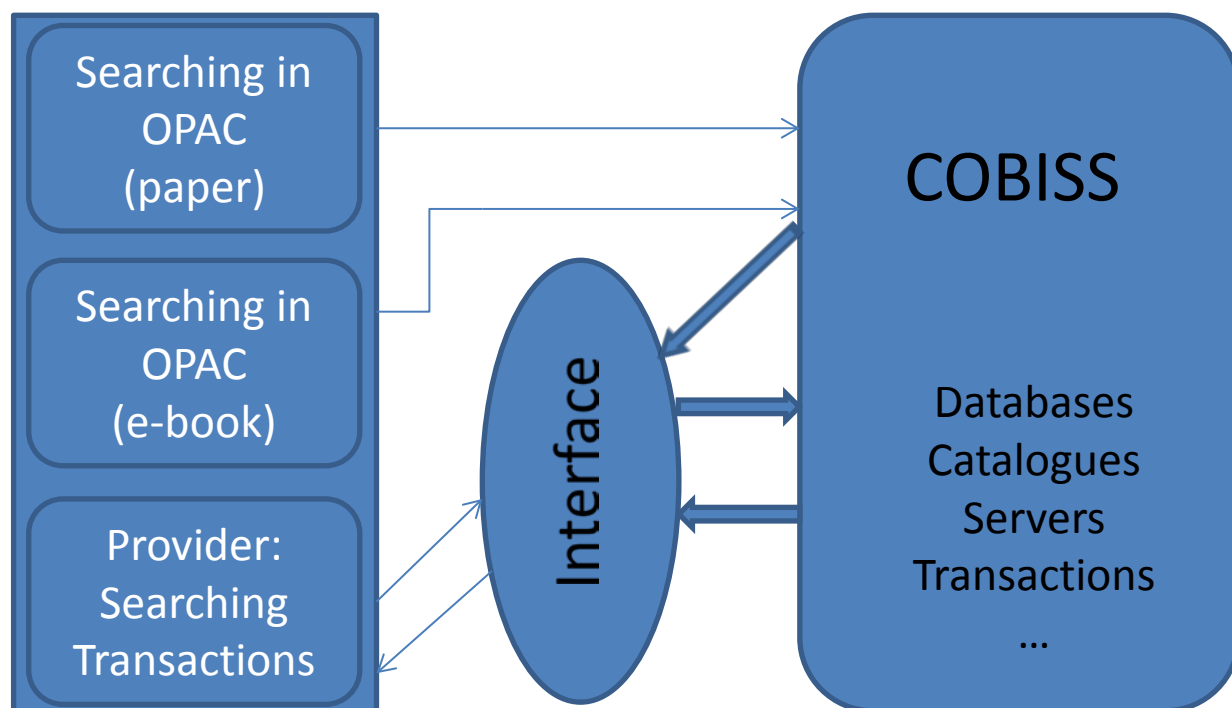 Searching in
OPAC
(paper)
Searching in
OPAC
(e-book)
Provider:
Searching
Transactions
Interface
COBISS
Databases
Catalogues
Servers
Transactions
...